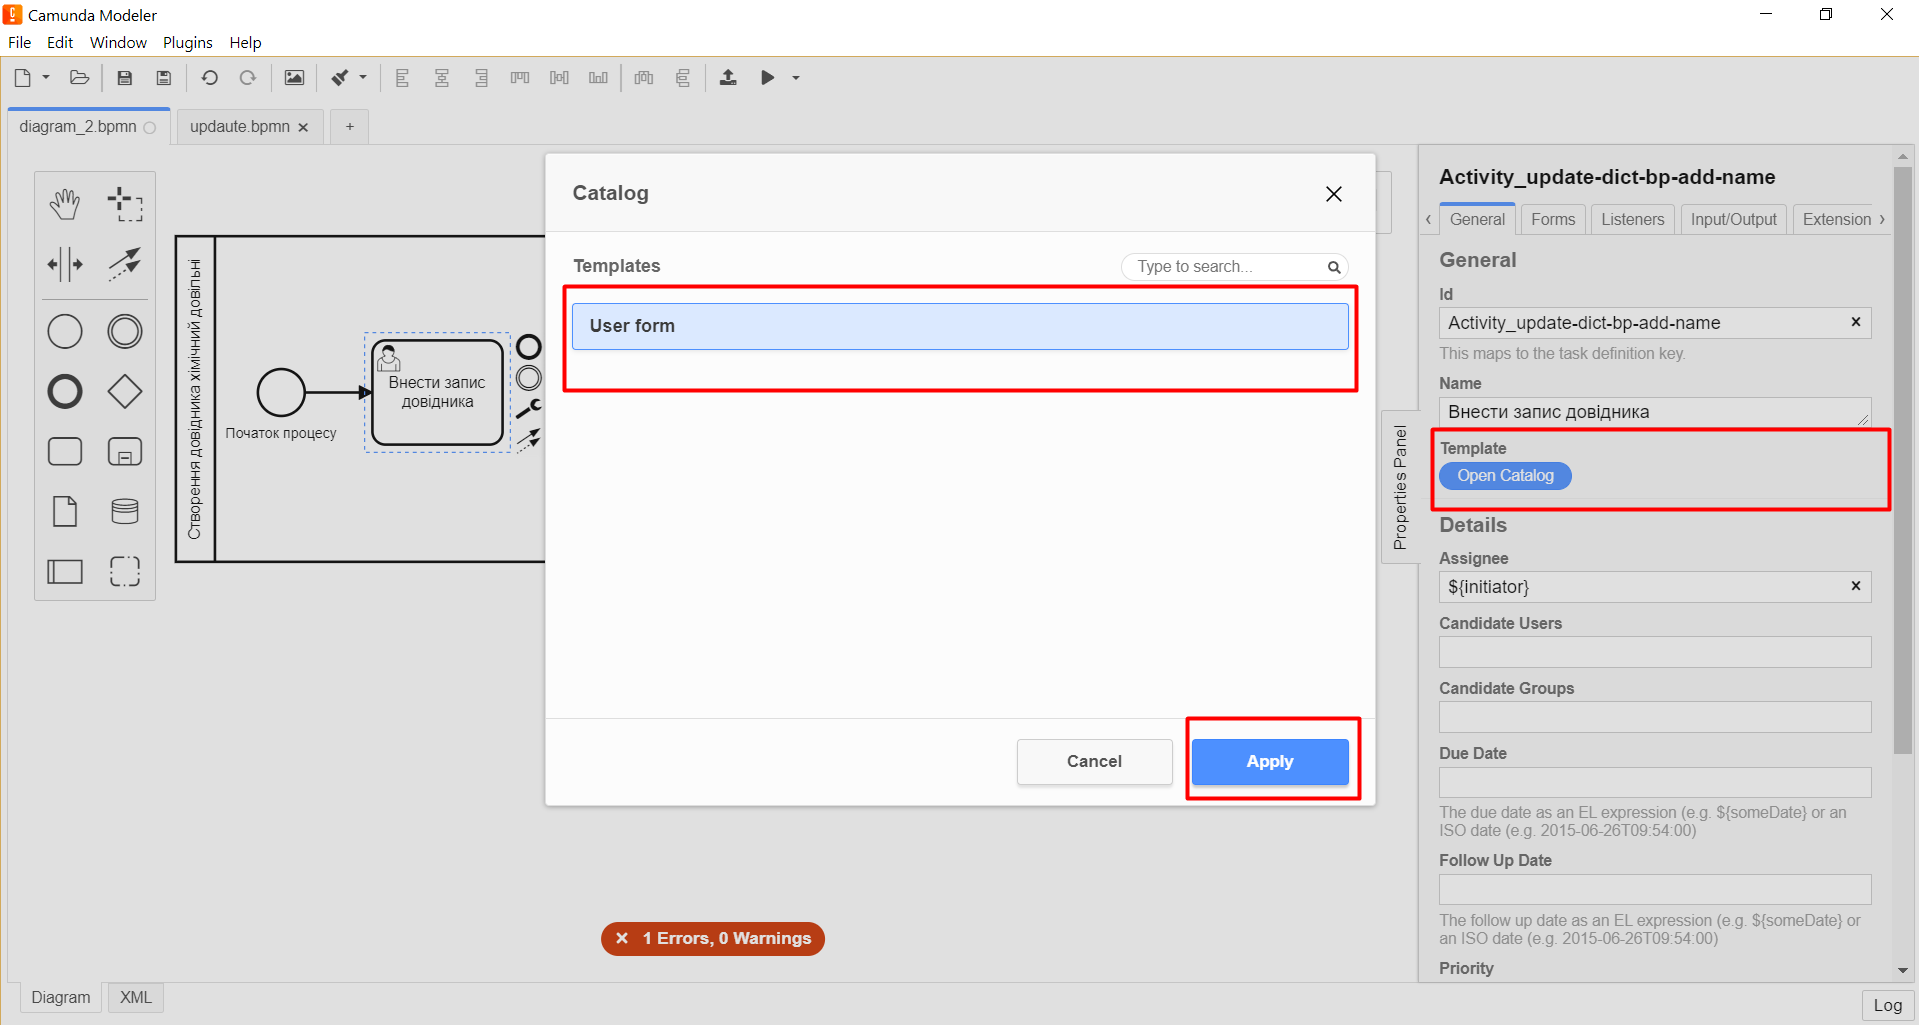 Camunda Modeler
File Edit Window Plugins Help
diagram_2.bpmn
updaute.bpmn
+
Створення довідника хімічний довільні
Початок процесу
Внести запис
довідника
Catalog
Templates
Type to search...
User form
Cancel
Apply
1 Errors, 0 Warnings
Properties Panel
Activity_update-dict-bp-add-name
General Forms Listeners Input/Output Extension
General
Id
Activity_update-dict-bp-add-name
This maps to the task definition key.
Name
Внести запис довідника
Template
Open Catalog
Details
Assignee
${initiator}
Candidate Users
Candidate Groups
Due Date
The due date as an EL expression (e.g. ${someDate} or an
ISO date (e.g. 2015-06-26T09:54:00)
Follow Up Date
The follow up date as an EL expression (e.g. ${someDate} or
an ISO date (e.g. 2015-06-26T09:54:00)
Priority
Diagram XML
Log